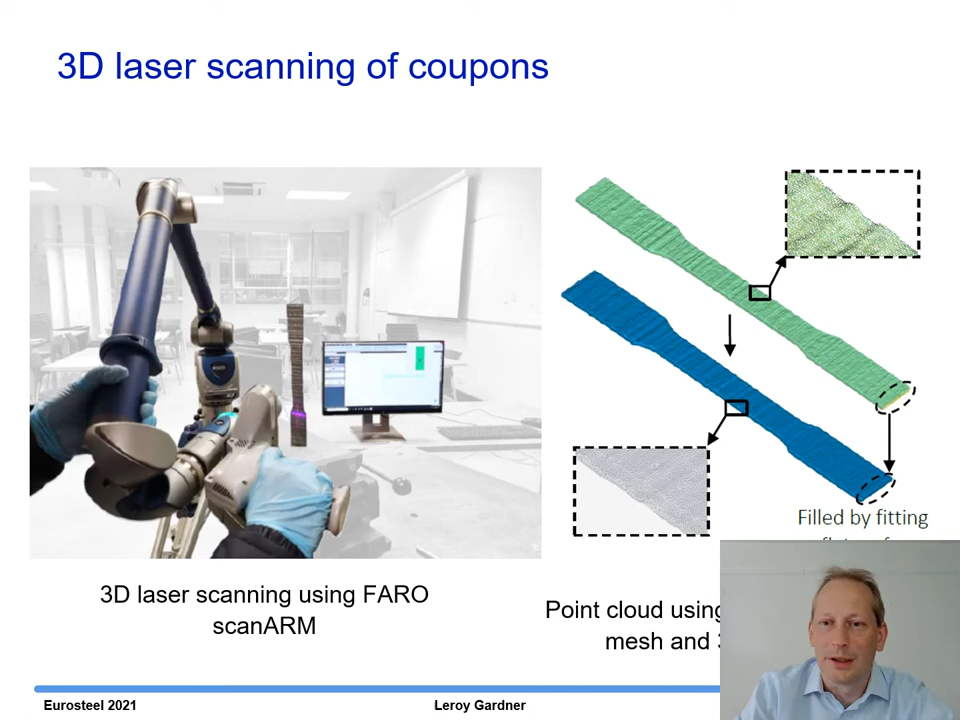 3D laser scanning of coupons
Filled by fitting
3D laser scanning using FARO
scanARM
Point cloud using
mesh and
Eurosteel 2021
Leroy Gardner